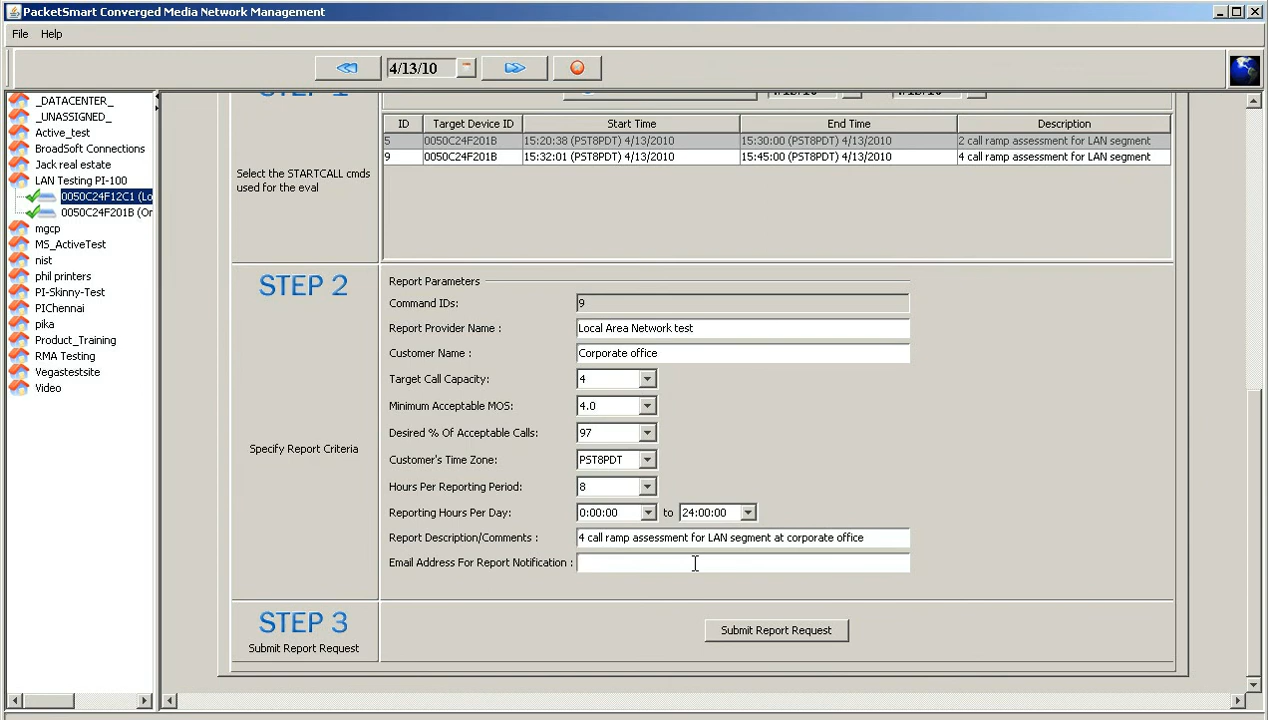 PacketSmart Converged Media Network Management
File Help
4/13/10
_DATACENTER_
_UNASSIGNED_
Active_test
BroadSoft Connections
Jack real estate
LAN Testing PI-100
0050C24F12C1 (Lo
0050C24F201B (Or
mgcp
MS_ActiveTest
nist
phil printers
PI-Skinny-Test
PIChennai
pika
Product_Training
RMA Testing
Vegastestsite
Video
Select the STARTCALL cmds
used for the eval
ID Target Device ID Start Time End Time Description
5 0050C24F201B 15:20:38 (PST8PDT) 4/13/2010 15:30:00 (PST8PDT) 4/13/2010 2 call ramp assessment for LAN segment
9 0050C24F201B 15:32:01 (PST8PDT) 4/13/2010 15:45:00 (PST8PDT) 4/13/2010 4 call ramp assessment for LAN segment
STEP 2
Specify Report Criteria
Report Parameters
Command IDs: 9
Report Provider Name : Local Area Network test
Customer Name : Corporate office
Target Call Capacity: 4
Minimum Acceptable MOS: 4.0
Desired % Of Acceptable Calls: 97
Customer's Time Zone: PST8PDT
Hours Per Reporting Period: 8
Reporting Hours Per Day: 0:00:00 to 24:00:00
Report Description/Comments : 4 call ramp assessment for LAN segment at corporate office
Email Address For Report Notification :
STEP 3
Submit Report Request
Submit Report Request